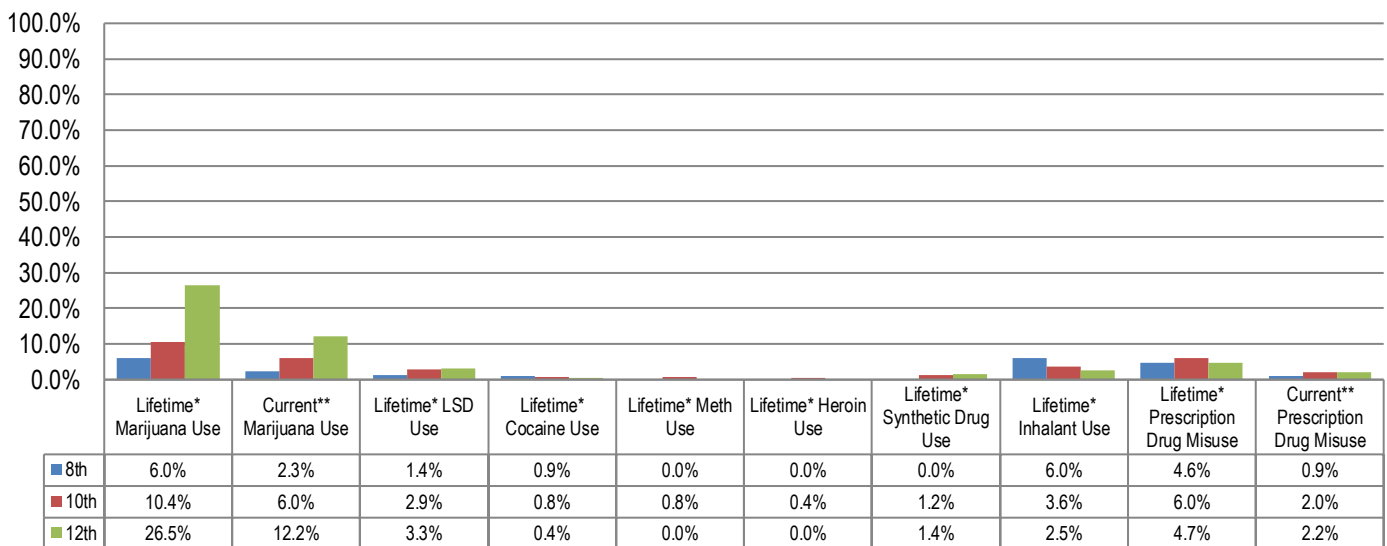 100.0%
90.0%
80.0%
70.0%
60.0%
50.0%
40.0%
30.0%
20.0%
10.0%
0.0%
Lifetime*
Marijuana Use
Current**
Marijuana Use
Lifetime* LSD
Use
Lifetime*
Cocaine Use
Lifetime* Meth
Use
Lifetime* Heroin
Use
Lifetime*
Synthetic Drug
Use
Lifetime*
Inhalant Use
Lifetime*
Prescription
Drug Misuse
Current**
Prescription
Drug Misuse
8th 6.0% 2.3% 1.4% 0.9% 0.0% 0.0% 0.0% 6.0% 4.6% 0.9%
10th 10.4% 6.0% 2.9% 0.8% 0.8% 0.4% 1.2% 3.6% 6.0% 2.0%
12th 26.5% 12.2% 3.3% 0.4% 0.0% 0.0% 1.4% 2.5% 4.7% 2.2%